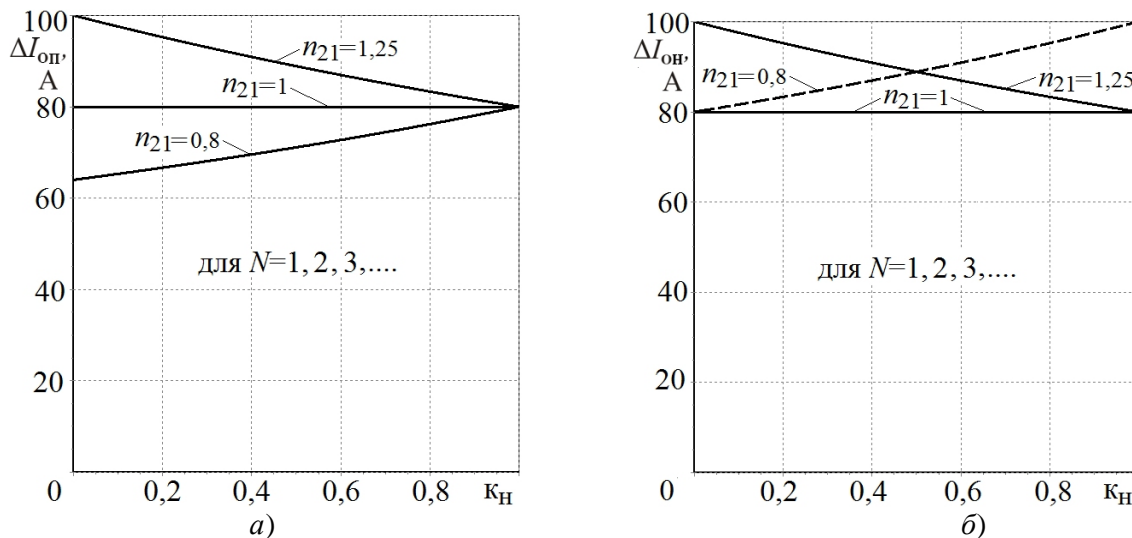 100
ΔIоп,
А
80
60
40
20
0
0,2
0,4
0,6
0,8
кн
n21=1,25
n21=1
n21=0,8
для N=1, 2, 3,....
а)
100
ΔIон,
А
80
60
40
20
0
0,2
0,4
0,6
0,8
кн
n21=0,8
n21=1
n21=1,25
для N=1, 2, 3,....
б)